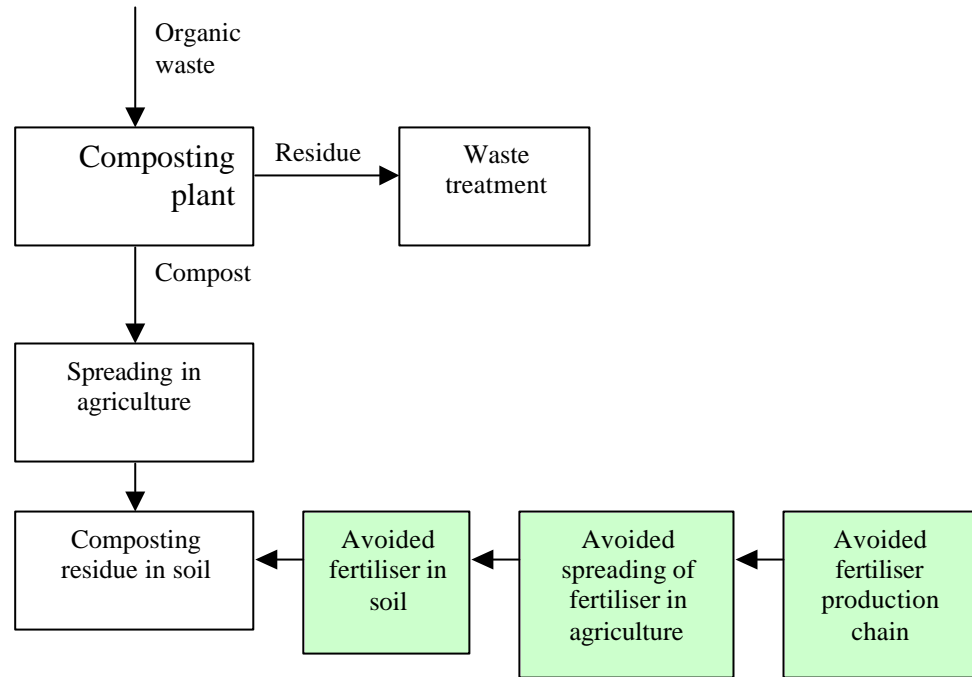 Organic
waste
Composting
plant
Residue
Waste
treatment
Compost
Spreading in
agriculture
Composting
residue in soil
Avoided
fertiliser in
soil
Avoided
spreading of
fertiliser in
agriculture
Avoided
fertiliser
production
chain